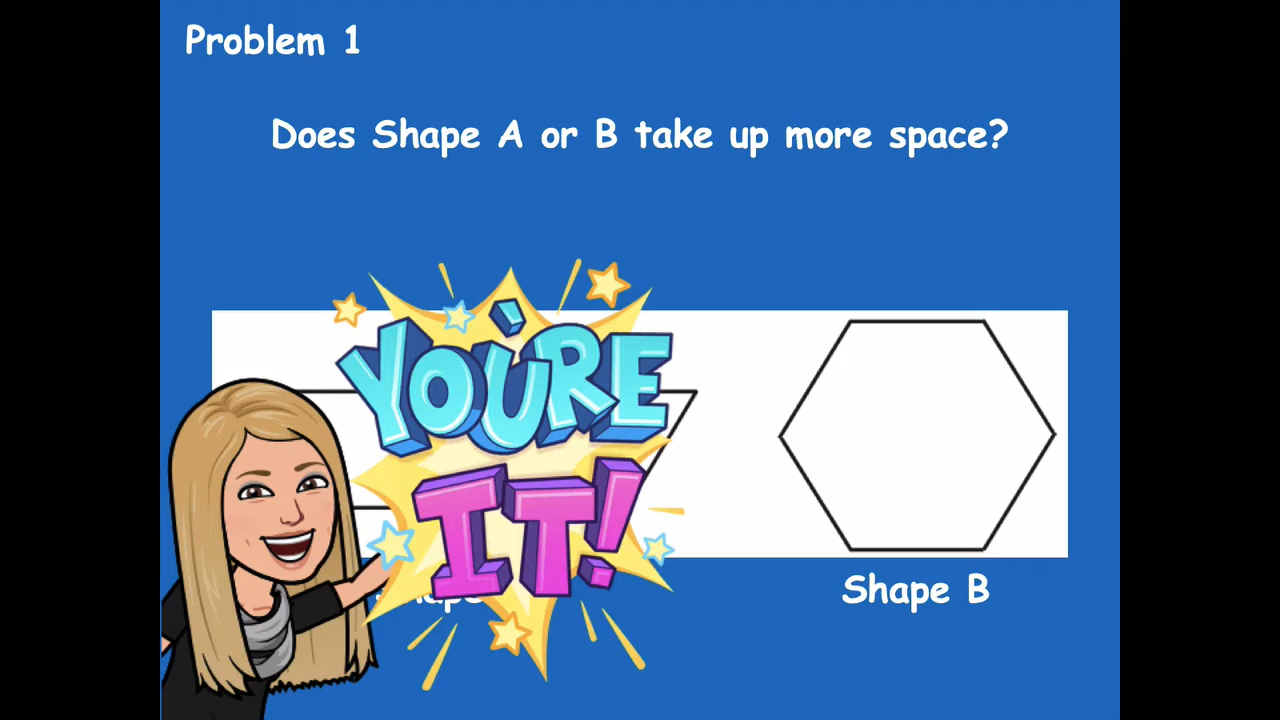 Problem 1
Does Shape A or B take up more space?
YOU'RE
IT!
Shape B